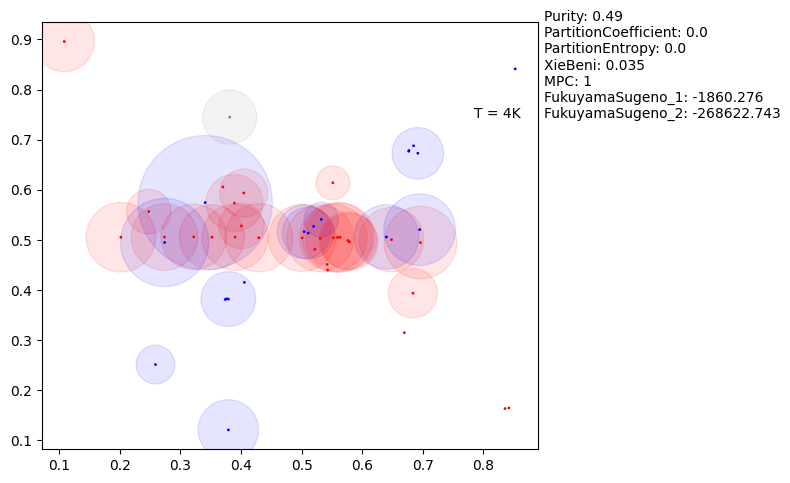 Purity: 0.49
PartitionCoefficient: 0.0
PartitionEntropy: 0.0
XieBeni: 0.035
MPC: 1
FukuyamaSugeno_1: -1860.276
FukuyamaSugeno_2: -268622.743
T = 4K
0.9
0.8
0.7
0.6
0.5
0.4
0.3
0.2
0.1
0.1 0.2 0.3 0.4 0.5 0.6 0.7 0.8